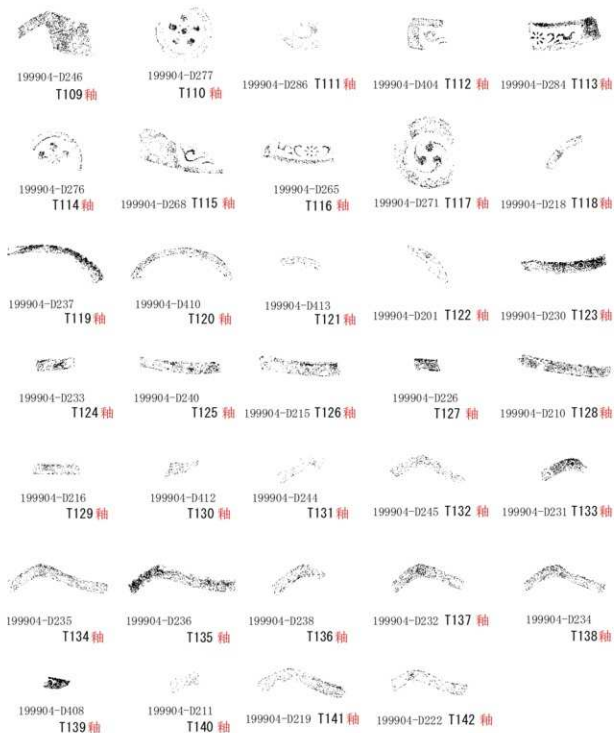 199904-D246
T109 釉
199904-D277
T110 釉
199904-D286 T111 釉
199904-D404 T112 釉
199904-D284 T113 釉
199904-D276
T114 釉
199904-D268 T115 釉
199904-D265
T116 釉
199904-D271 T117 釉
199904-D218 T118 釉
199904-D237
T119 釉
199904-D410
T120 釉
199904-D413
T121 釉
199904-D201 T122 釉
199904-D230 T123 釉
199904-D233
T124 釉
199904-D240
T125 釉
199904-D215 T126 釉
199904-D226
T127 釉
199904-D210 T128 釉
199904-D216
T129 釉
199904-D412
T130 釉
199904-D244
T131 釉
199904-D245 T132 釉
199904-D231 T133 釉
199904-D235
T134 釉
199904-D236
T135 釉
199904-D238
T136 釉
199904-D232 T137 釉
199904-D234
T138 釉
199904-D408
T139 釉
199904-D211
T140 釉
199904-D219 T141 釉
199904-D222 T142 釉